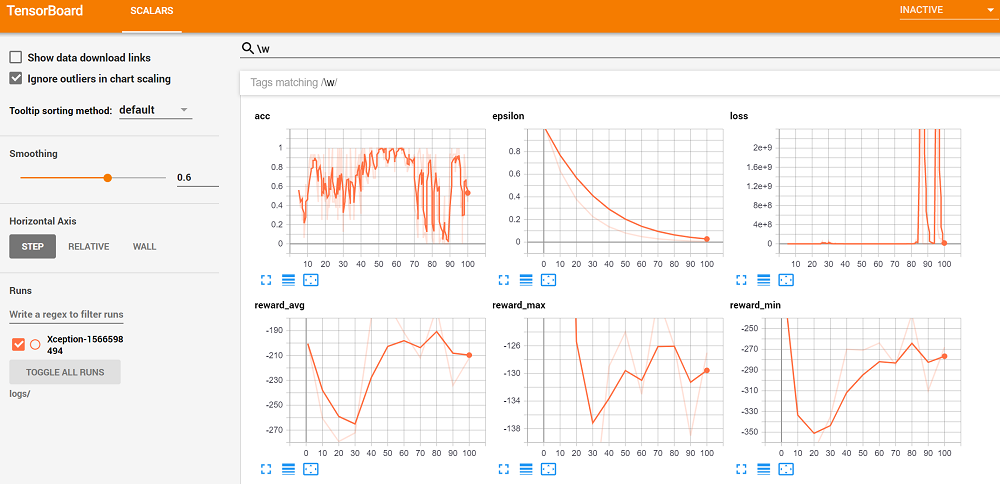 TensorBoard
SCALARS
INACTIVE
Show data download links
Ignore outliers in chart scaling
Tooltip sorting method: default
Smoothing
0.6
Horizontal Axis
STEP RELATIVE WALL
Runs
Write a regex to filter runs
Xception-1566598
494
TOGGLE ALL RUNS
logs/
\w
Tags matching /\w/
acc
1
0.8
0.6
0.4
0.2
0
10 20 30 40 50 60 70 80 90 100
epsilon
0.8
0.6
0.4
0.2
0
0 10 20 30 40 50 60 70 80 90 100
loss
2e+9
1.6e+9
1.2e+9
8e+8
4e+8
0
10 20 30 40 50 60 70 80 90 100
reward_avg
-190
-210
-230
-250
-270
0 10 20 30 40 50 60 70 80 90 100
reward_max
-126
-130
-134
-138
0 10 20 30 40 50 60 70 80 90 100
reward_min
-250
-270
-290
-310
-330
-350
0 10 20 30 40 50 60 70 80 90 100